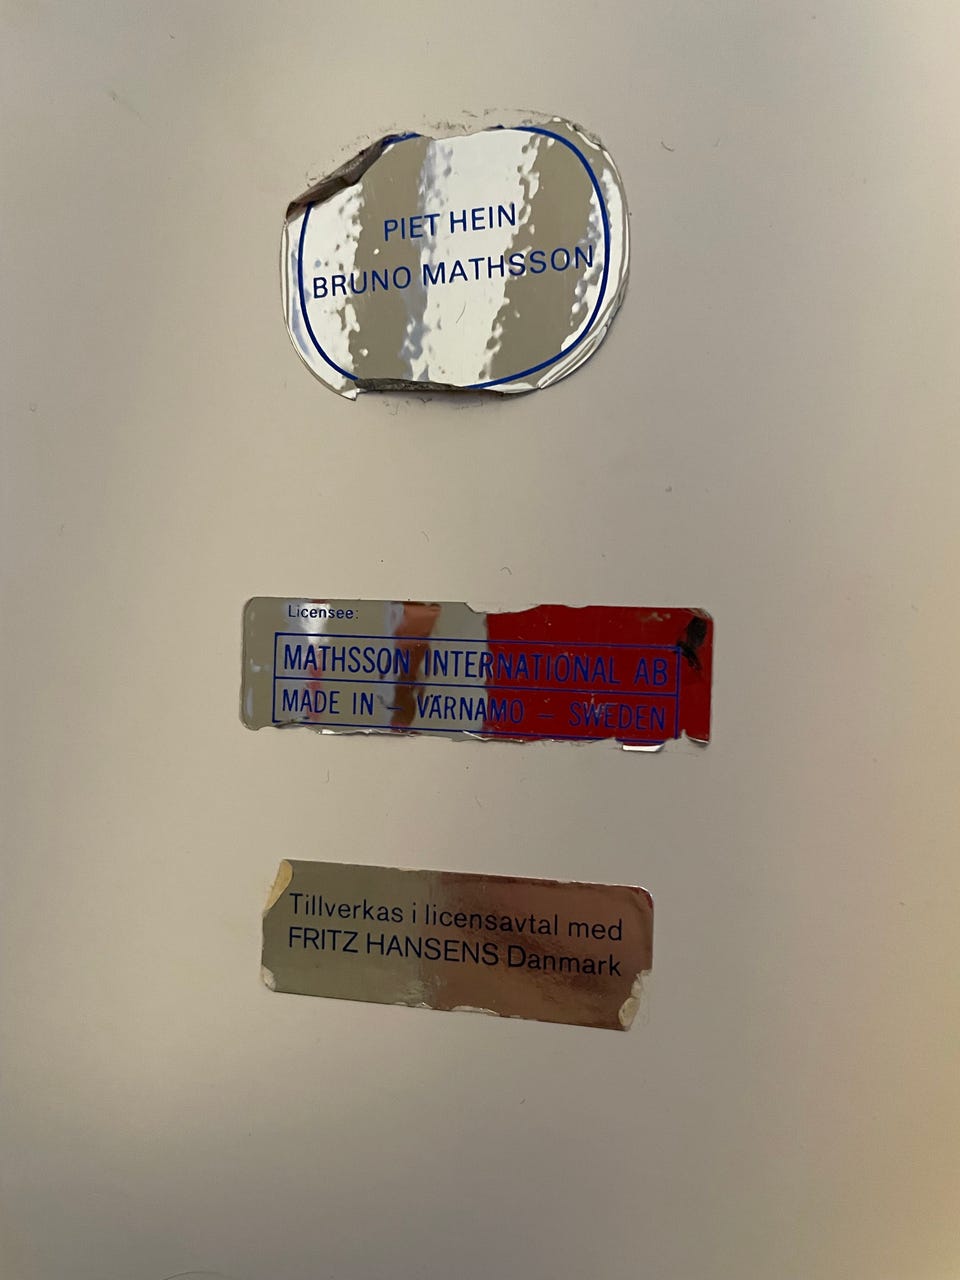 PIET HEIN
BRUNO MATHSSON
Licensee:
MATHSSON INTERNATIONAL AB
MADE IN – VÄRNAMO – SWEDEN
Tillverkas i licensavtal med
FRITZ HANSENS Danmark